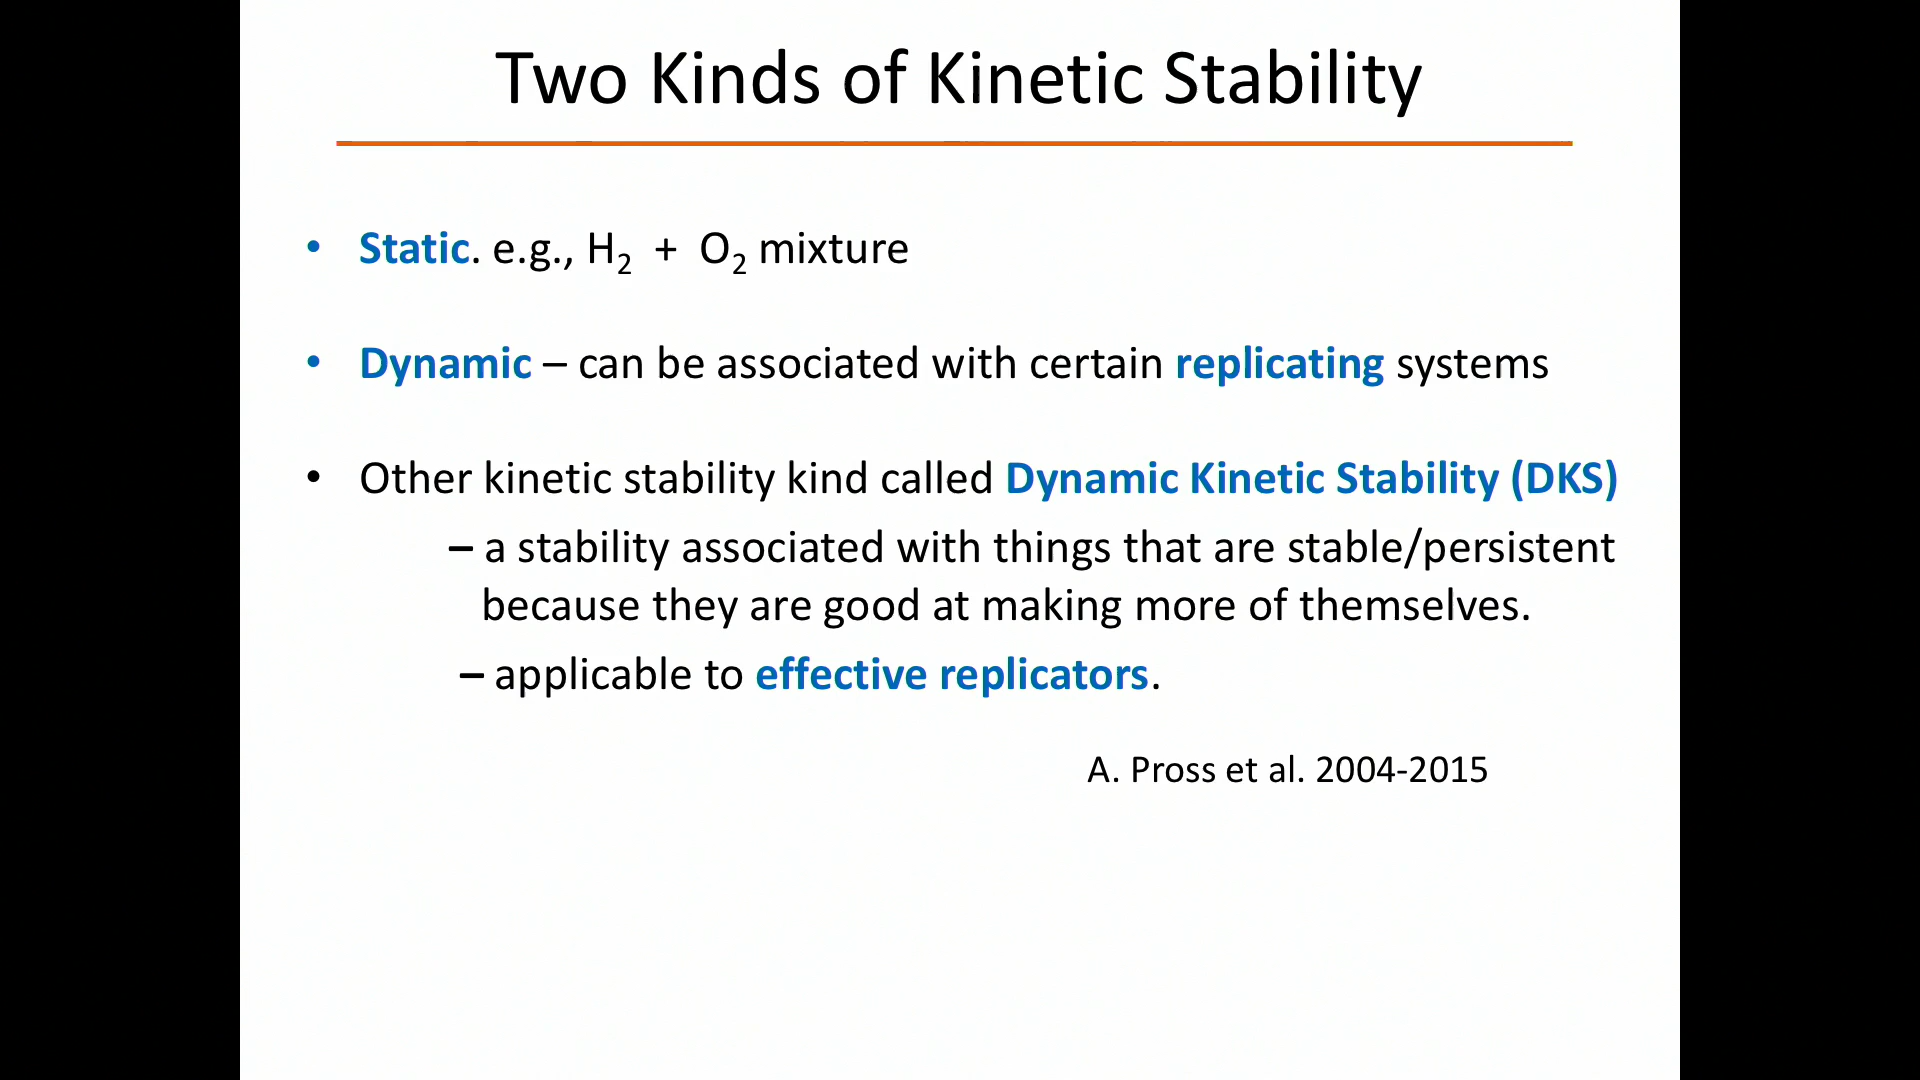 Two Kinds of Kinetic Stability
• Static. e.g., H₂ + O₂ mixture
• Dynamic – can be associated with certain replicating systems
• Other kinetic stability kind called Dynamic Kinetic Stability (DKS)
– a stability associated with things that are stable/persistent
because they are good at making more of themselves.
– applicable to effective replicators.
A. Pross et al. 2004-2015